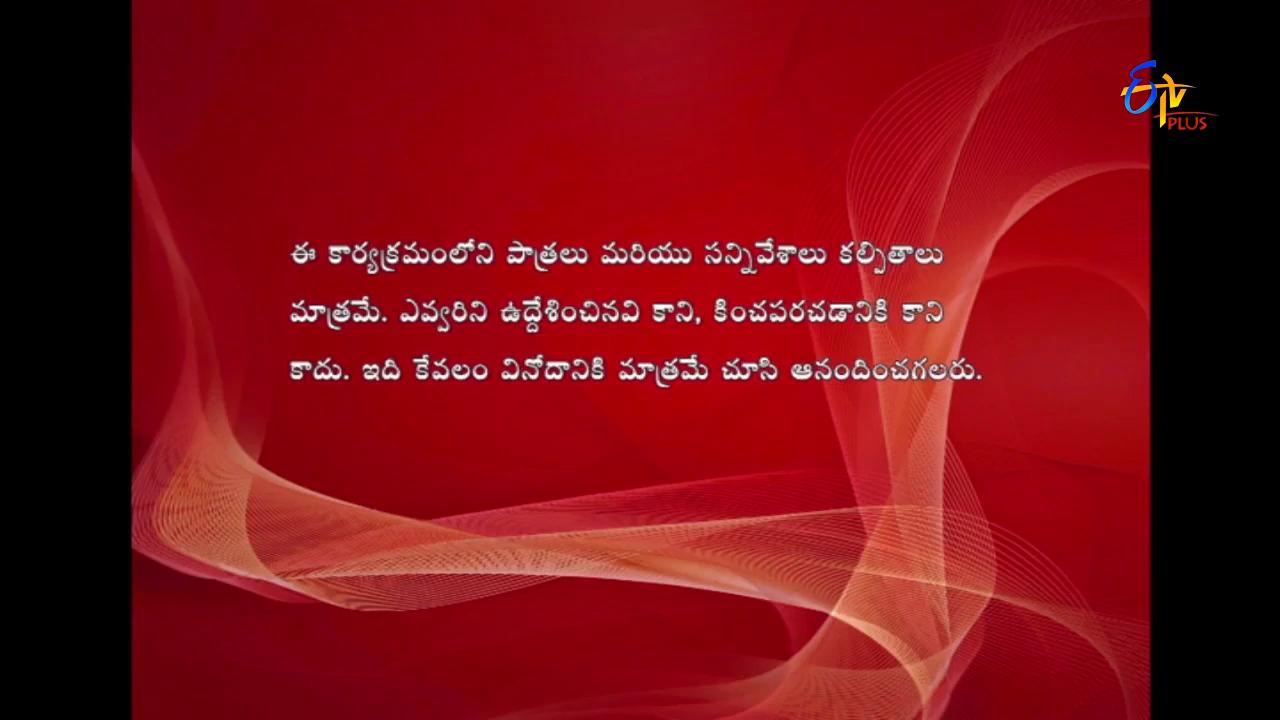 ETV
PLUS
ఈ కార్యక్రమంలోని పాత్రలు మరియు సన్నివేశాలు కల్పితాలు
మాత్రమే. ఎవ్వరిని ఉద్దేశించినవి కాని, కించపరచడానికి కాని
కాదు. ఇది కేవలం వినోదానికి మాత్రమే చూసి ఆనందించగలరు.